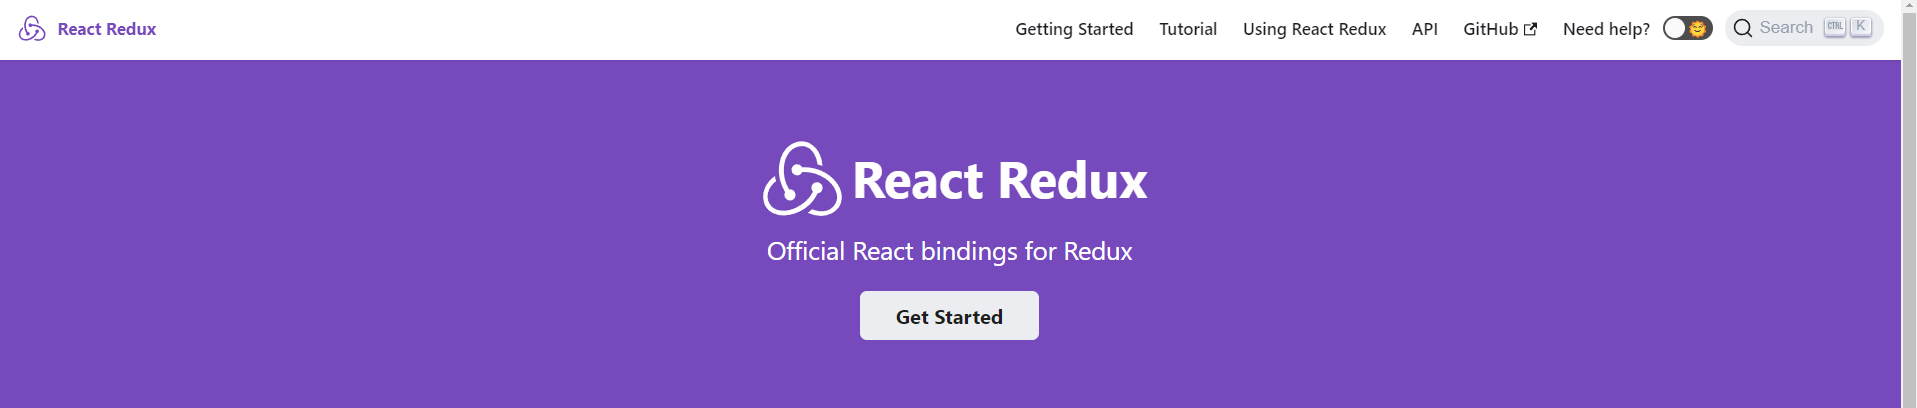 React Redux
Getting Started Tutorial Using React Redux API GitHub Need help? Search CTRL K
React Redux
Official React bindings for Redux
Get Started